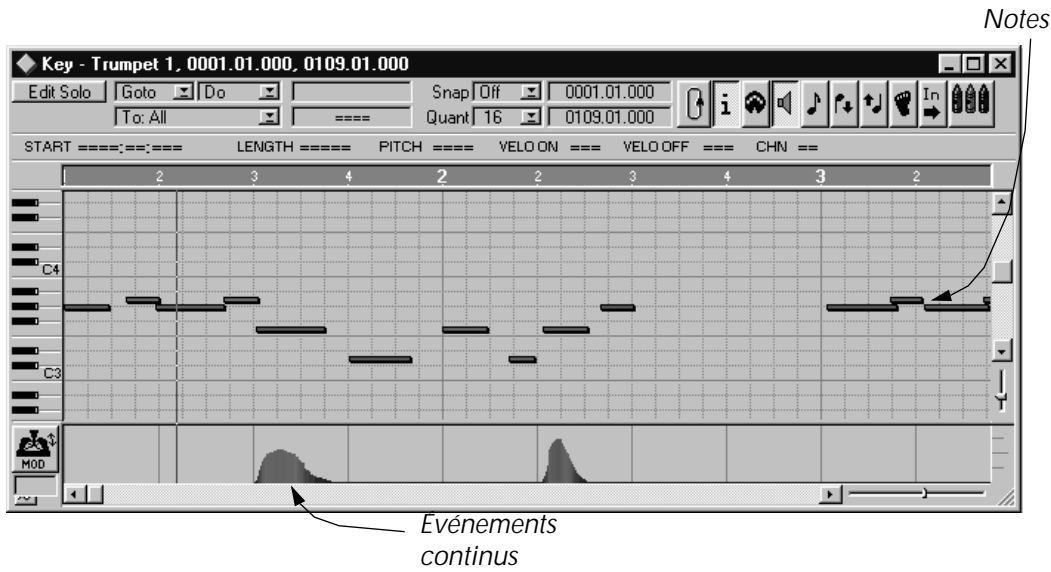 Notes
Key - Trumpet 1, 0001.01.000, 0109.01.000
Edit Solo Goto Do Snap Off 0001.01.000
To: All ==== Quant 16 0109.01.000
i In
START ====:==:=== LENGTH ===== PITCH ==== VELO ON === VELO OFF === CHN ==
2 3 4 2 2 3 4 3 2
C4
C3
MOD
Événements
continus